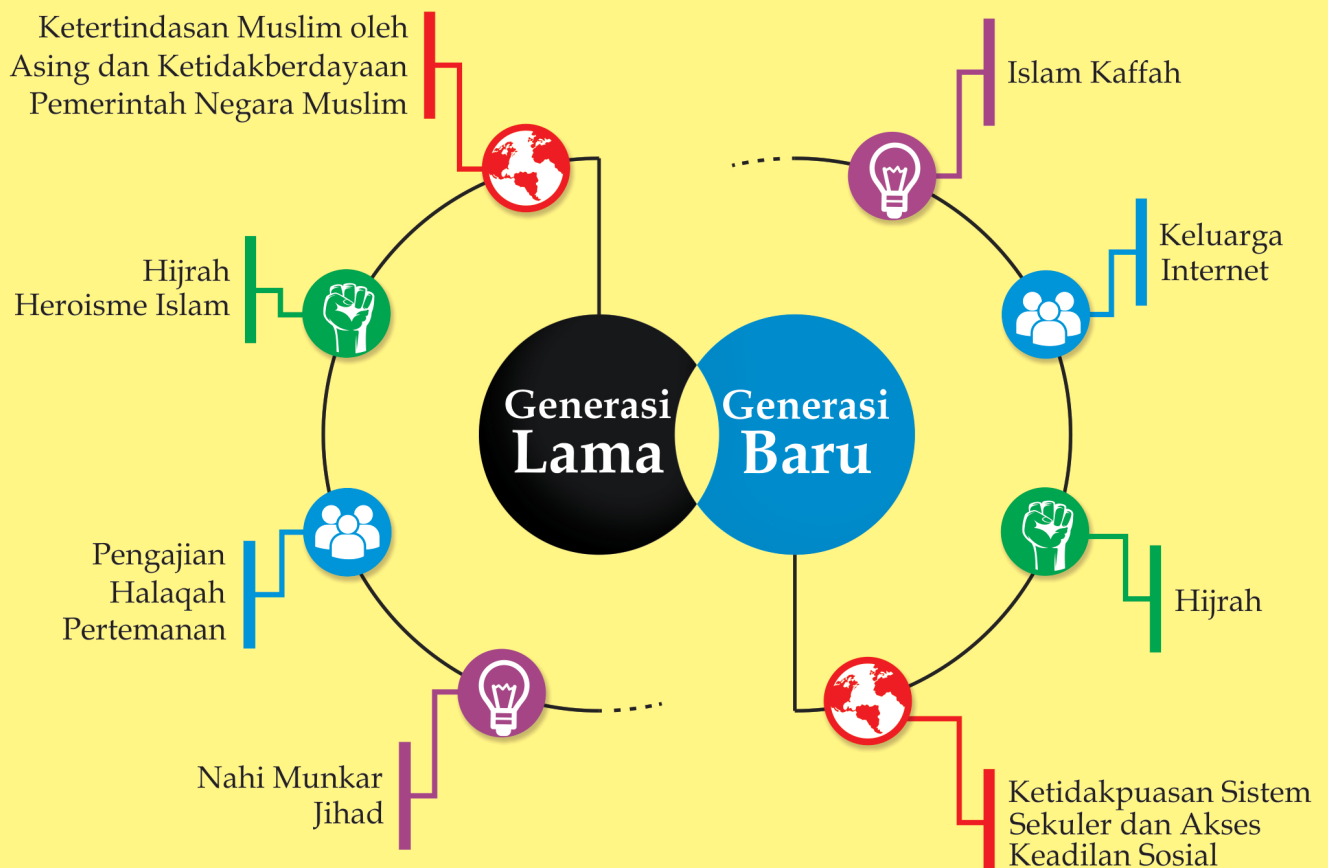 Ketertindasan Muslim oleh
Asing dan Ketidakberdayaan
Pemerintah Negara Muslim
Hijrah
Heroisme Islam
Pengajian
Halaqah
Pertemanan
Nahi Munkar
Jihad
Generasi
Lama
Generasi
Baru
Islam Kaffah
Keluarga
Internet
Hijrah
Ketidakpuasan Sistem
Sekuler dan Akses
Keadilan Sosial